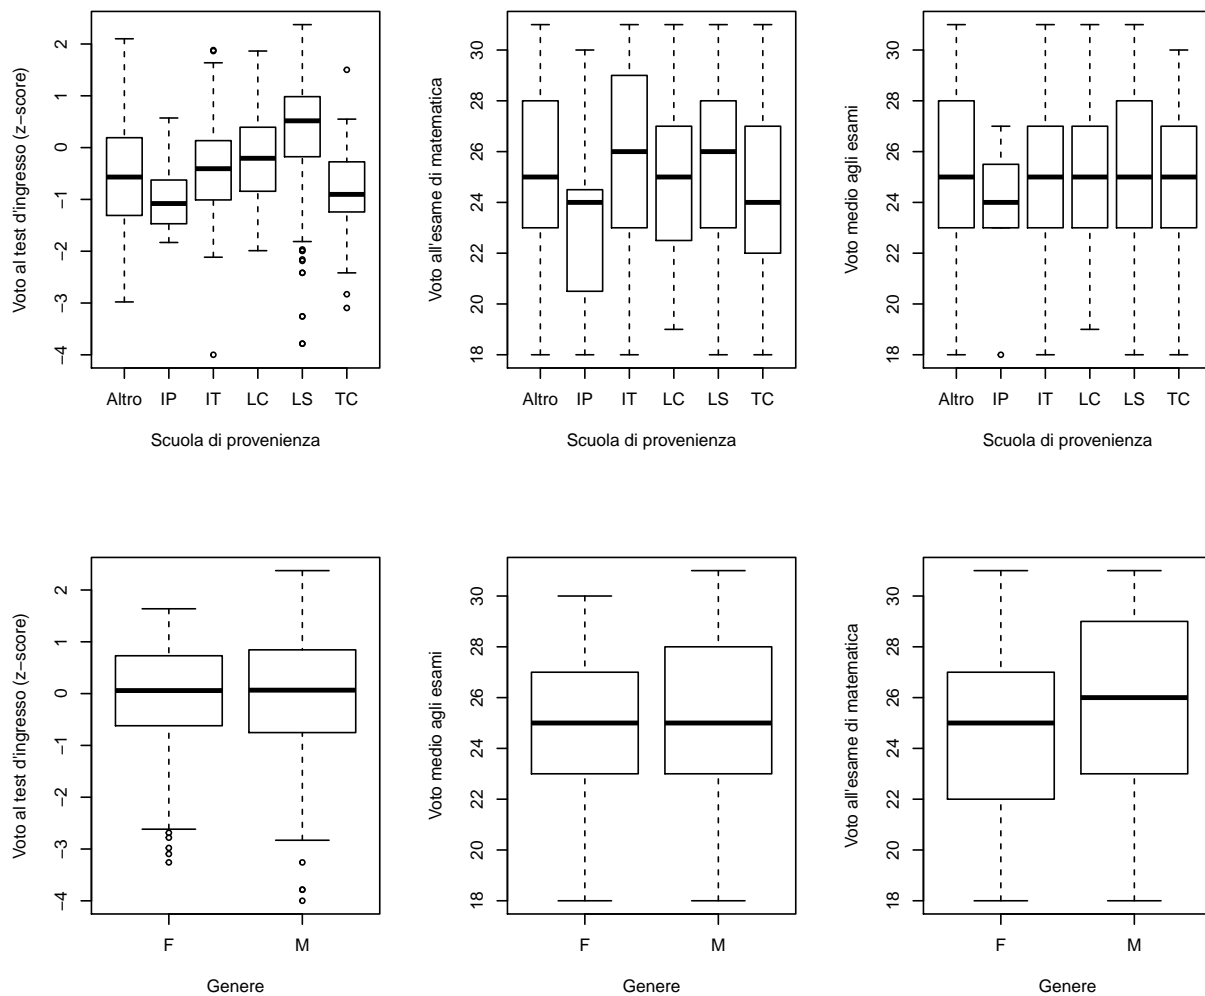 Voto al test d'ingresso (z−score)
2
1
0
−1
−2
−3
−4
Altro IP IT LC LS TC
Scuola di provenienza
Voto all'esame di matematica
30
28
26
24
22
20
18
Altro IP IT LC LS TC
Scuola di provenienza
Voto medio agli esami
30
28
26
24
22
20
18
Altro IP IT LC LS TC
Scuola di provenienza
Voto al test d'ingresso (z−score)
2
1
0
−1
−2
−3
−4
F M
Genere
Voto medio agli esami
30
28
26
24
22
20
18
F M
Genere
Voto all'esame di matematica
30
28
26
24
22
20
18
F M
Genere